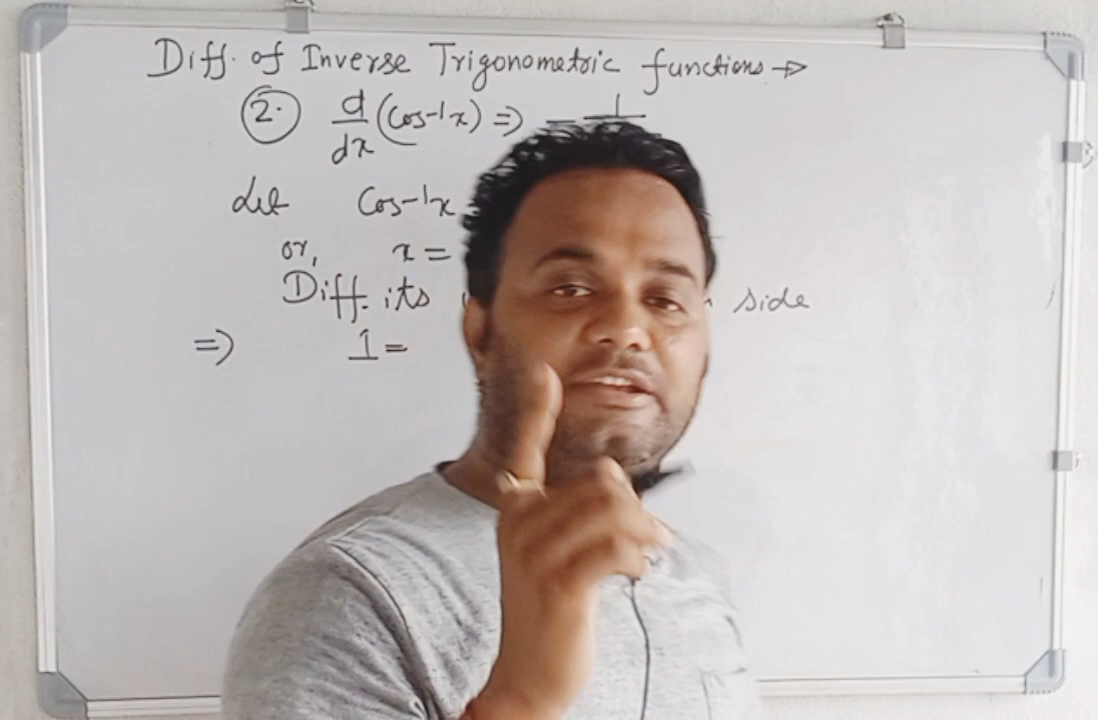 Diff. of Inverse Trigonometric functions →
2. d/dx (Cos-1x) ⇒ - 1
Let Cos-1x
or, x =
Diff. its side
⇒ 1 =